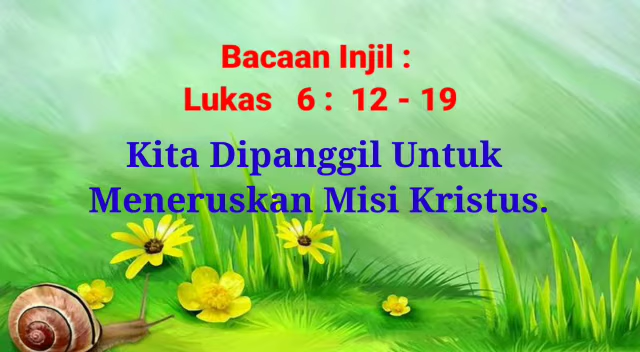 Bacaan Injil :
Lukas 6 : 12 - 19
Kita Dipanggil Untuk
Meneruskan Misi Kristus.